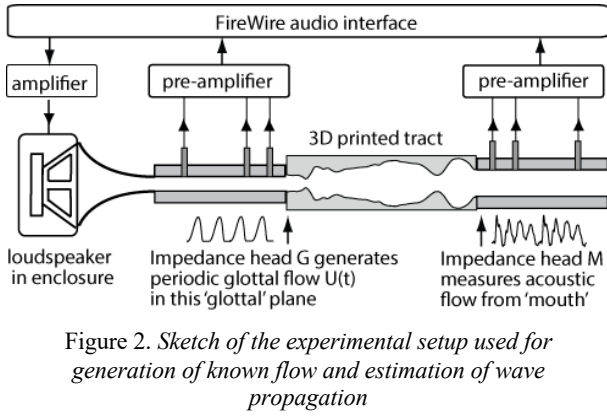 FireWire audio interface
amplifier
pre-amplifier
pre-amplifier
3D printed tract
loudspeaker
in enclosure
Impedance head G generates
periodic glottal flow U(t)
in this ‘glottal’ plane
Impedance head M
measures acoustic
flow from ‘mouth’
Figure 2. Sketch of the experimental setup used for
generation of known flow and estimation of wave
propagation